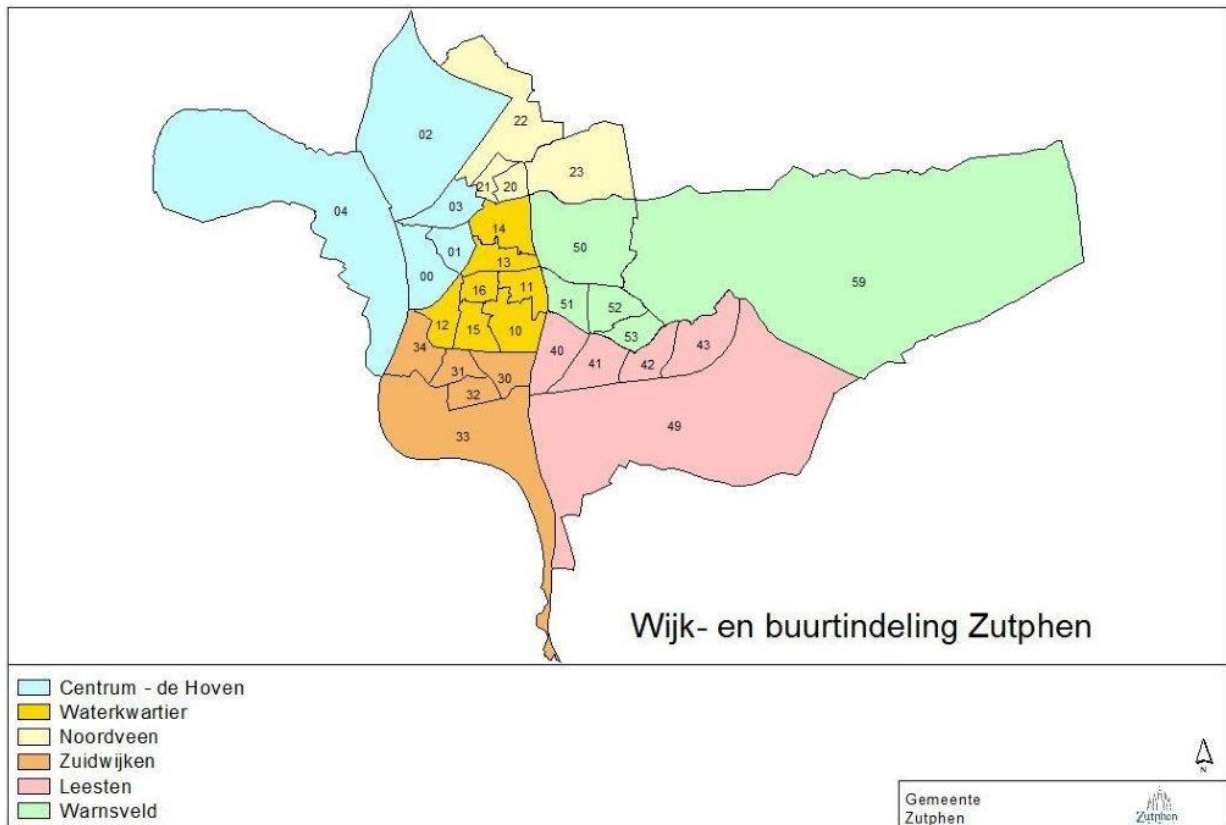 22
02
23
21
20
04
03
14
50
01
13
59
00
16
11
51
52
12
15
10
53
34
40
43
41
42
31
30
32
49
33
Wijk- en buurtindeling Zutphen
Centrum - de Hoven
Waterkwartier
Noordveen
Zuidwijken
Leesten
Warnsveld
N
Gemeente
Zutphen
Zutphen